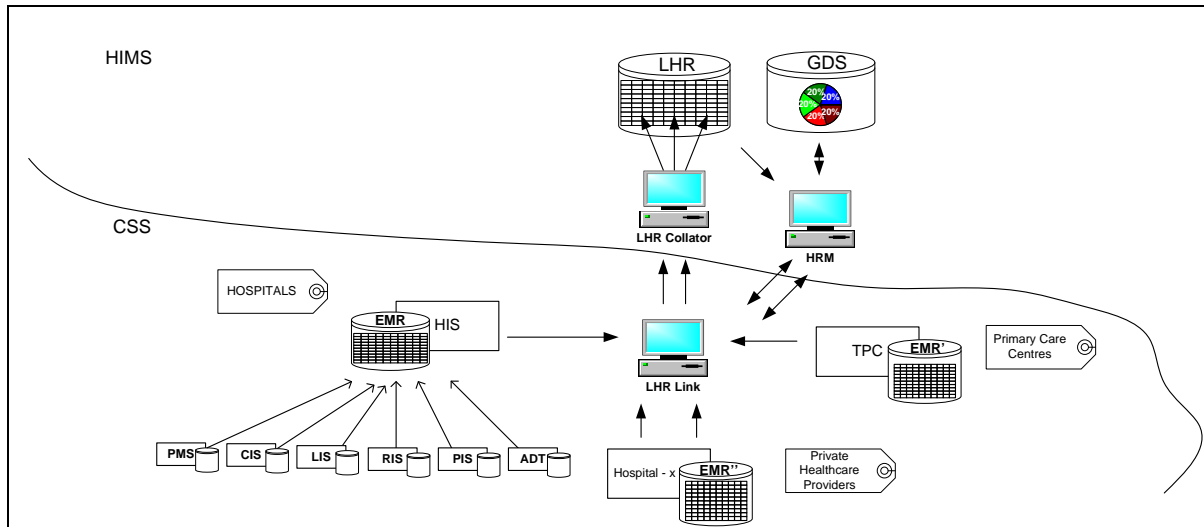 HIMS
LHR
GDS
20%
20%
20%
20%
20%
CSS
LHR Collator
HRM
HOSPITALS
EMR
HIS
LHR Link
TPC
EMR'
Primary Care
Centres
PMS
CIS
LIS
RIS
PIS
ADT
Hospital - x
EMR''
Private
Healthcare
Providers